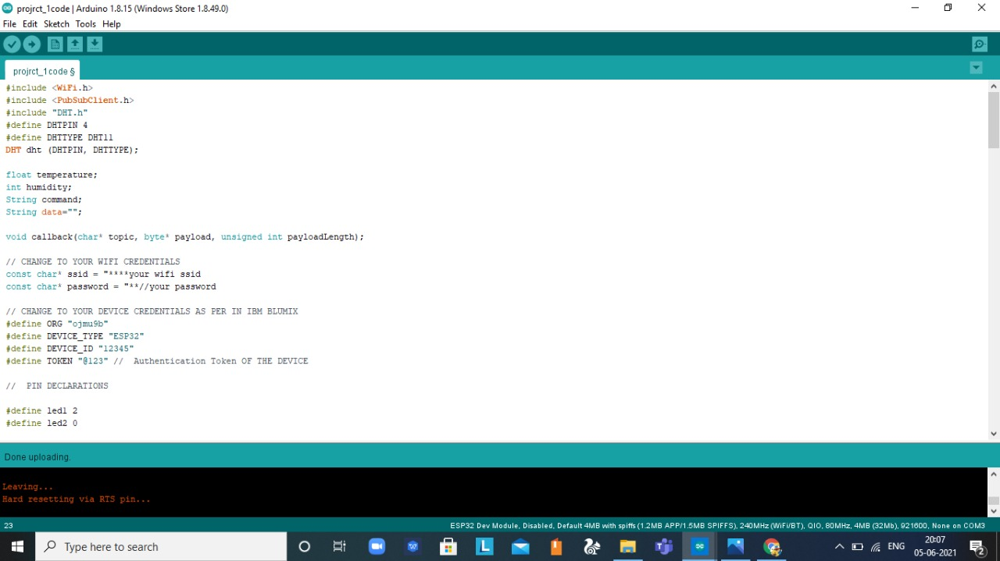 projrct_1code | Arduino 1.8.15 (Windows Store 1.8.49.0)
File Edit Sketch Tools Help
projrct_1code §
#include <WiFi.h>
#include <PubSubClient.h>
#include "DHT.h"
#define DHTPIN 4
#define DHTTYPE DHT11
DHT dht (DHTPIN, DHTTYPE);
float temperature;
int humidity;
String command;
String data="";
void callback(char* topic, byte* payload, unsigned int payloadLength);
// CHANGE TO YOUR WIFI CREDENTIALS
const char* ssid = "****your wifi ssid
const char* password = "**//your password
// CHANGE TO YOUR DEVICE CREDENTIALS AS PER IN IBM BLUMIX
#define ORG "ojmu9b"
#define DEVICE_TYPE "ESP32"
#define DEVICE_ID "12345"
#define TOKEN "@123" //  Authentication Token OF THE DEVICE
//  PIN DECLARATIONS
#define led1 2
#define led2 0
Done uploading.
Leaving...
Hard resetting via RTS pin...
23 ESP32 Dev Module, Disabled, Default 4MB with spiffs (1.2MB APP/1.5MB SPIFFS), 240MHz (WiFi/BT), QIO, 80MHz, 4MB (32Mb), 921600, None on COM3
Type here to search
ENG
20:07
05-06-2021
2